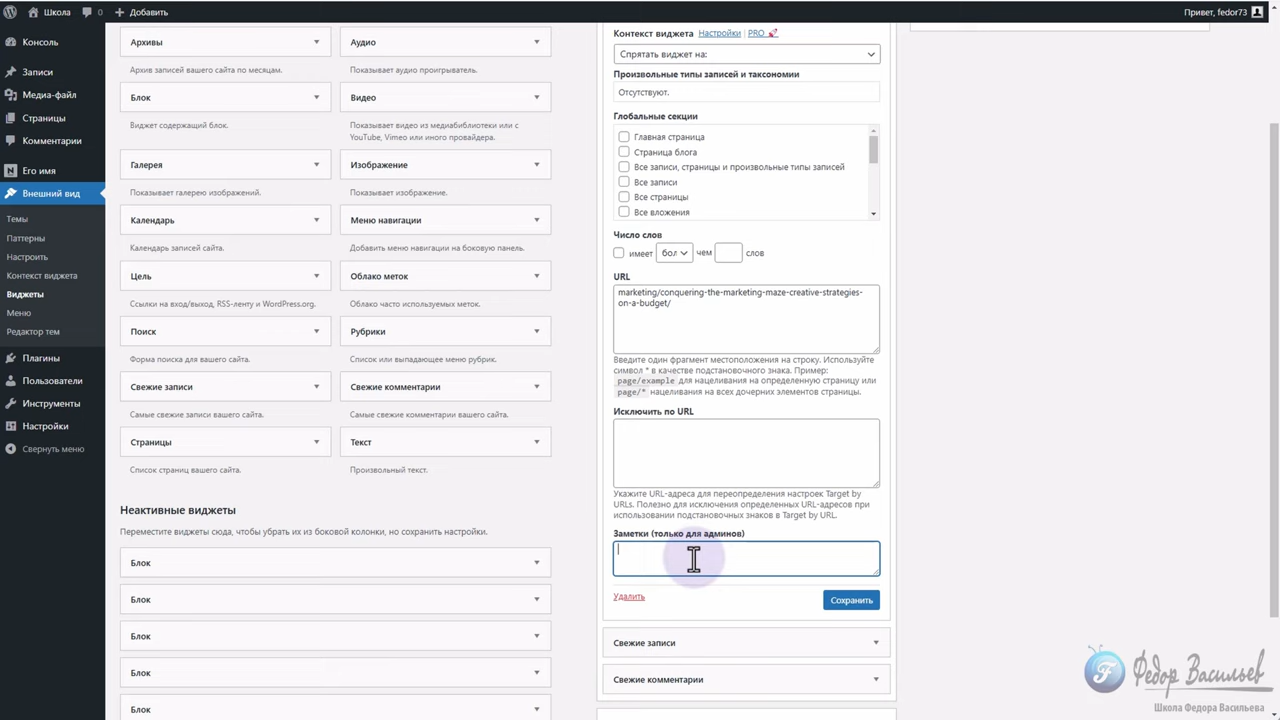 Школа
0
Добавить
Привет, fedor73
Консоль
Записи
Медиа-файл
Страницы
Комментарии
Его имя
Внешний вид
Темы
Паттерны
Настроить
Контекст виджета
Виджеты
Меню
Редактор тем
Плагины
Пользователи
Инструменты
Настройки
Свернуть меню
Архивы
Архив записей вашего сайта по месяцам.
Аудио
Показывает аудио проигрыватель.
Блок
Виджет содержащий блок.
Видео
Показывает видео из медиабиблиотеки или с
YouTube, Vimeo или иного провайдера.
Галерея
Показывает галерею изображений.
Изображение
Показывает изображение.
Календарь
Календарь записей сайта.
Меню навигации
Добавить меню навигации на боковую панель.
Цель
Ссылки на вход/выход, RSS-ленту и WordPress.org.
Облако меток
Облако часто используемых меток.
Поиск
Форма поиска для вашего сайта.
Рубрики
Список или выпадающее меню рубрик.
Свежие записи
Самые свежие записи вашего сайта.
Свежие комментарии
Самые свежие комментарии вашего сайта.
Страницы
Список страниц вашего сайта.
Текст
Произвольный текст.
Неактивные виджеты
Переместите виджеты сюда, чтобы убрать их из боковой колонки, но сохранить настройки.
Блок
Блок
Блок
Блок
Блок
Контекст виджета Настройки | PRO
Спрятать виджет на:
Произвольные типы записей и таксономии
Отсутствуют.
Глобальные секции
Главная страница
Страница блога
Все записи, страницы и произвольные типы записей
Все записи
Все страницы
Все вложения
Число слов
имеет бол чем слов
URL
marketing/conquering-the-marketing-maze-creative-strategies-
on-a-budget/
Введите один фрагмент местоположения на строку. Используйте
символ * в качестве подстановочного знака. Пример:
page/example для нацеливания на определенную страницу или
page/* нацеливания на всех дочерних элементов страницы.
Исключить по URL
Укажите URL-адреса для переопределения настроек Target by
URLs. Полезно для исключения определенных URL-адресов при
использовании подстановочных знаков в Target by URL.
Заметки (только для админов)
Удалить
Сохранить
Свежие записи
Свежие комментарии
F
Федор Васильев
Школа Федора Васильева